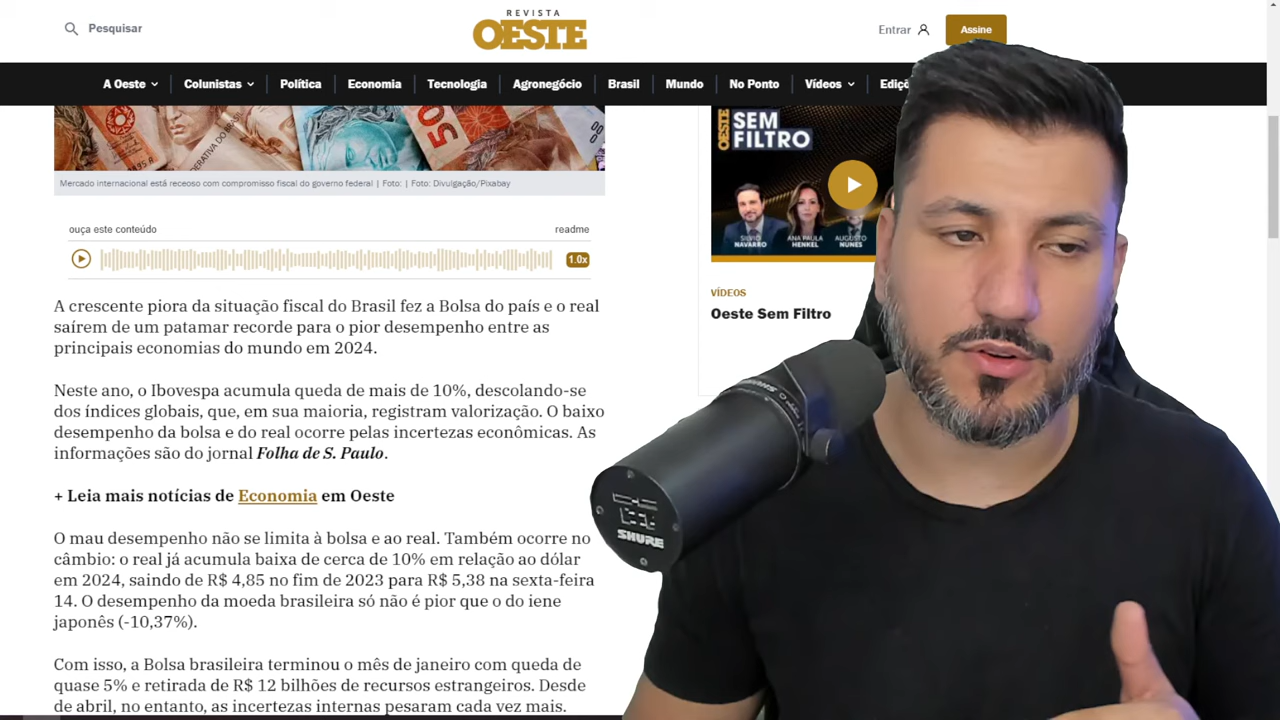 Pesquisar
REVISTA
OESTE
Entrar
Assine
A Oeste
Colunistas
Política
Economia
Tecnologia
Agronegócio
Brasil
Mundo
No Ponto
Vídeos
Mercado internacional está receoso com compromisso fiscal do governo federal | Foto: | Foto: Divulgação/Pixabay
ouça este conteúdo
readme
1.0x
A crescente piora da situação fiscal do Brasil fez a Bolsa do país e o real
saírem de um patamar recorde para o pior desempenho entre as
principais economias do mundo em 2024.
Neste ano, o Ibovespa acumula queda de mais de 10%, descolando-se
dos índices globais, que, em sua maioria, registram valorização. O baixo
desempenho da bolsa e do real ocorre pelas incertezas econômicas. As
informações são do jornal Folha de S. Paulo.
+ Leia mais notícias de Economia em Oeste
O mau desempenho não se limita à bolsa e ao real. Também ocorre no
câmbio: o real já acumula baixa de cerca de 10% em relação ao dólar
em 2024, saindo de R$ 4,85 no fim de 2023 para R$ 5,38 na sexta-feira
14. O desempenho da moeda brasileira só não é pior que o do iene
japonês (-10,37%).
Com isso, a Bolsa brasileira terminou o mês de janeiro com queda de
quase 5% e retirada de R$ 12 bilhões de recursos estrangeiros. Desde
de abril, no entanto, as incertezas internas pesaram cada vez mais.
OESTE
SEM
FILTRO
SILVIO
NAVARRO
ANA PAULA
HENKEL
AUGUSTO
NUNES
VÍDEOS
Oeste Sem Filtro
SHURE